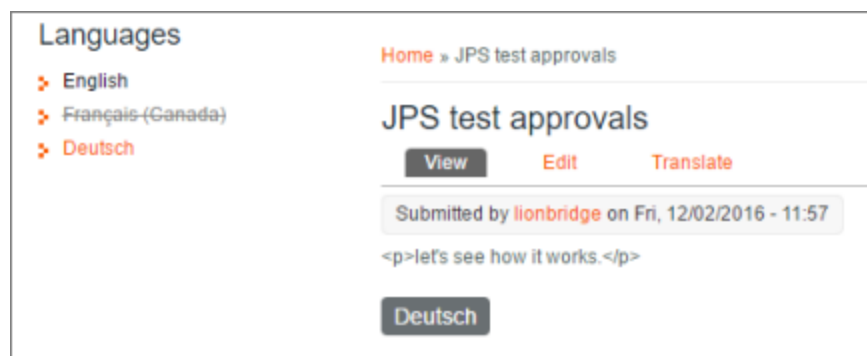 Languages
English
Français (Canada)
Deutsch
Home » JPS test approvals
JPS test approvals
View Edit Translate
Submitted by lionbridge on Fri, 12/02/2016 - 11:57
<p>let's see how it works.</p>
Deutsch